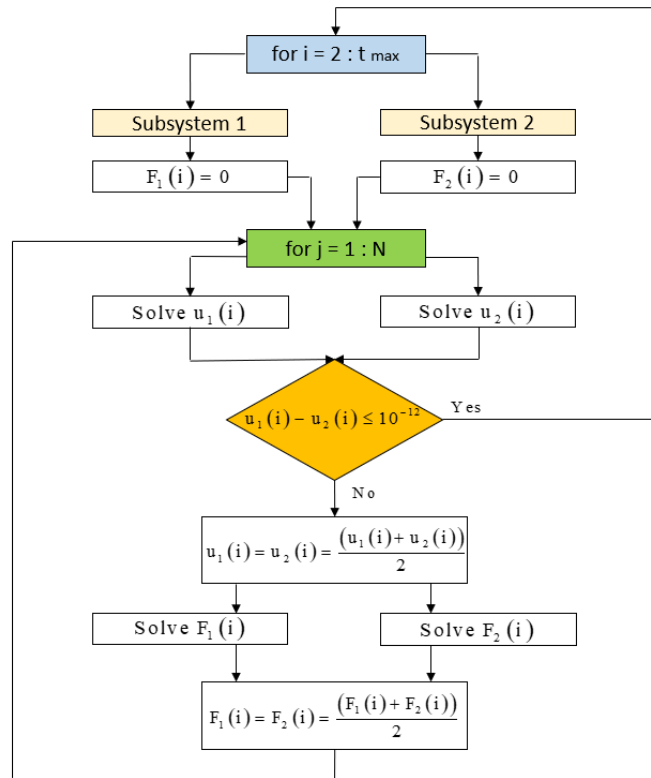 for i = 2 : t max
Subsystem 1
Subsystem 2
F₁(i) = 0
F₂(i) = 0
for j = 1 : N
Solve u₁(i)
Solve u₂(i)
u₁(i) − u₂(i) ≤ 10⁻¹²
Yes
No
u₁(i) = u₂(i) = (u₁(i) + u₂(i)) / 2
Solve F₁(i)
Solve F₂(i)
F₁(i) = F₂(i) = (F₁(i) + F₂(i)) / 2